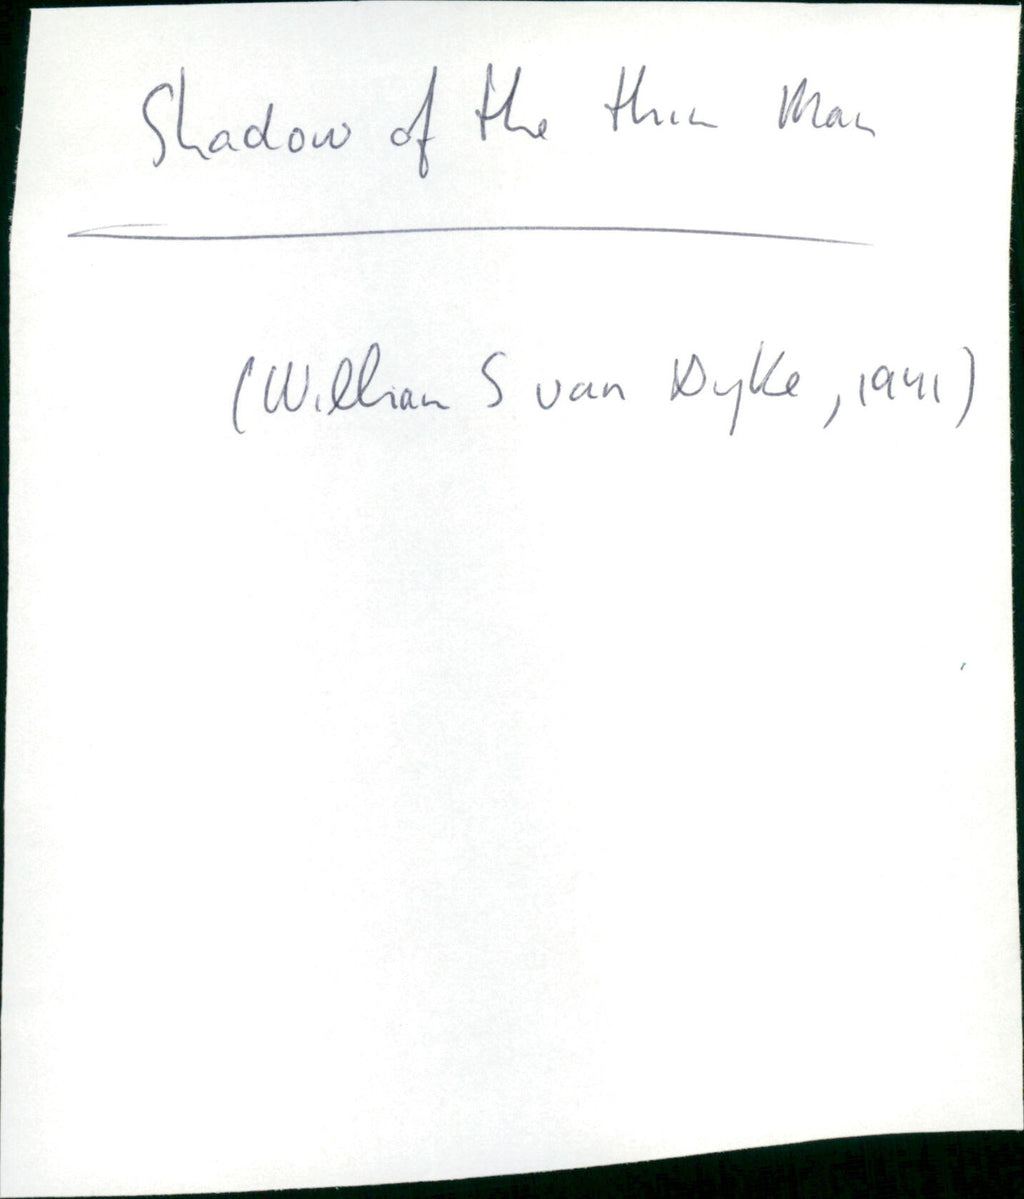 Shadow of the thin Man
(William S van Dyke, 1941)